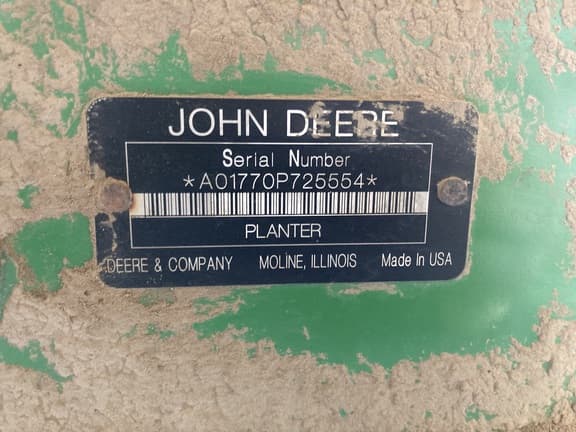 JOHN DEERE
Serial Number
*A01770P725554*
PLANTER
DEERE & COMPANY MOLINE, ILLINOIS Made In USA